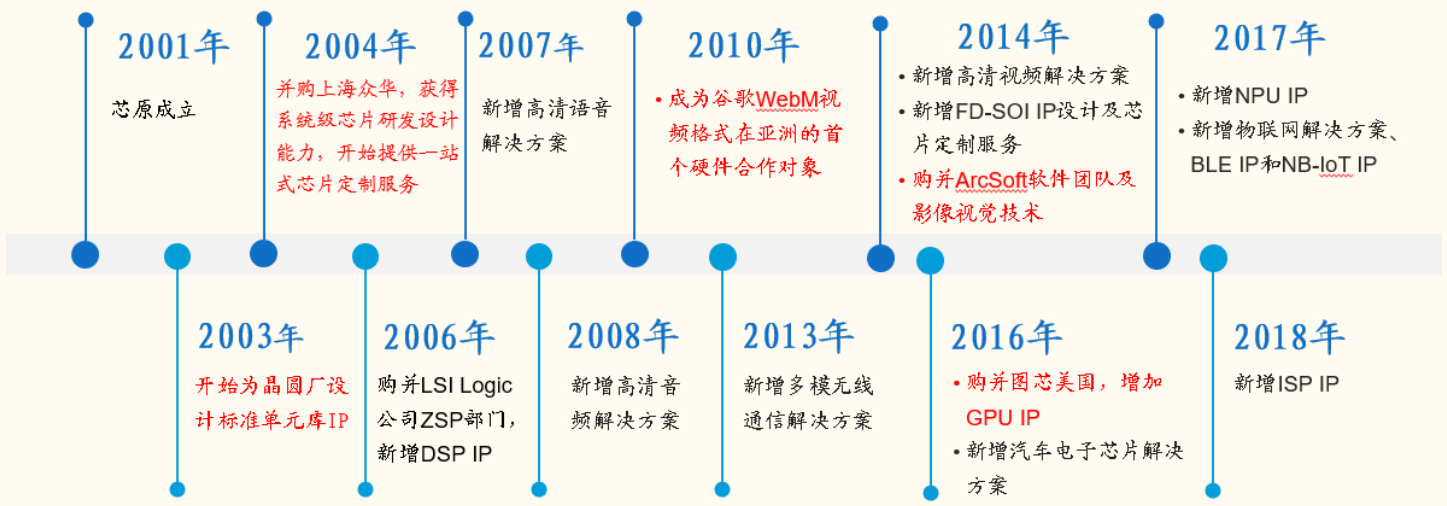 2001年
芯原成立
2004年
并购上海众华，获得
系统级芯片研发设计
能力，开始提供一站
式芯片定制服务
2007年
新增高清语音
解决方案
2010年
• 成为谷歌WebM视
频格式在亚洲的首
个硬件合作对象
2014年
• 新增高清视频解决方案
• 新增FD-SOI IP设计及芯
片定制服务
• 购并ArcSoft软件团队及
影像视觉技术
2017年
• 新增NPU IP
• 新增物联网解决方案、
BLE IP和NB-IoT IP
2003年
开始为晶圆厂设
计标准单元库IP
2006年
购并LSI Logic
公司ZSP部门，
新增DSP IP
2008年
新增高清音
频解决方案
2013年
新增多模无线
通信解决方案
2016年
• 购并图芯美国，增加
GPU IP
• 新增汽车电子芯片解决
方案
2018年
新增ISP IP